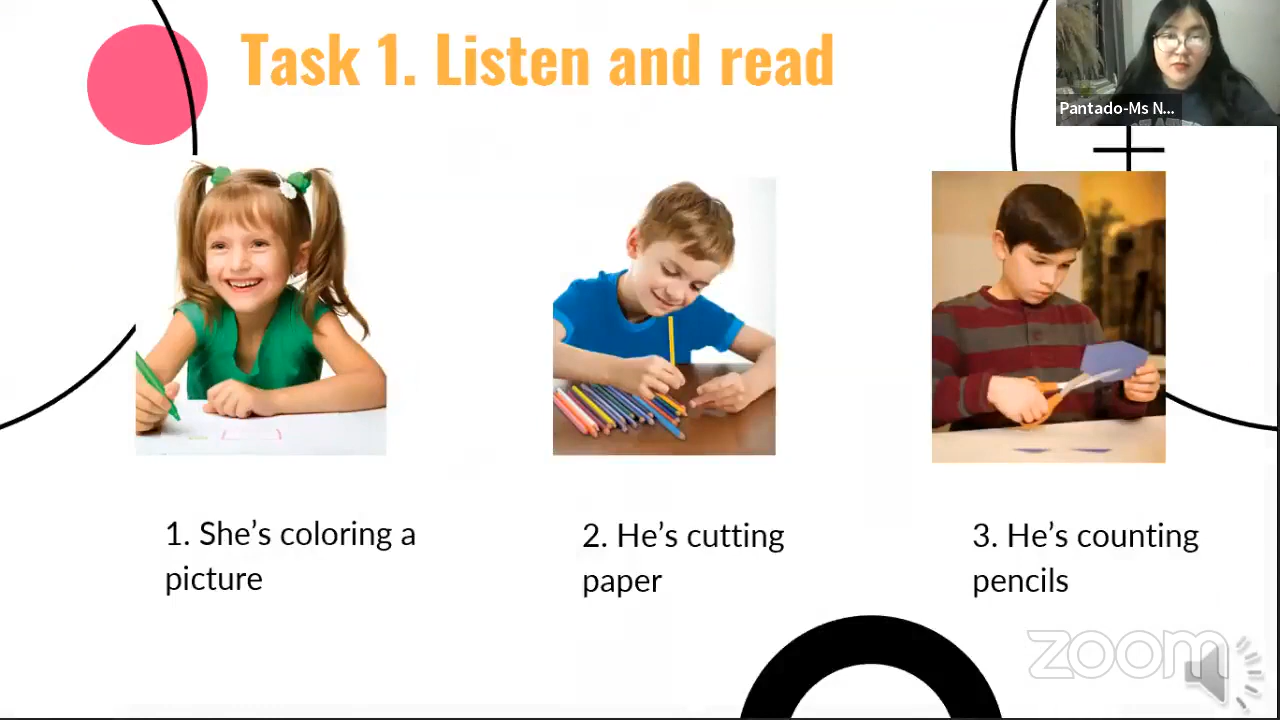 Task 1. Listen and read
Pantado-Ms N...
1. She's coloring a
picture
2. He's cutting
paper
3. He's counting
pencils
zoom